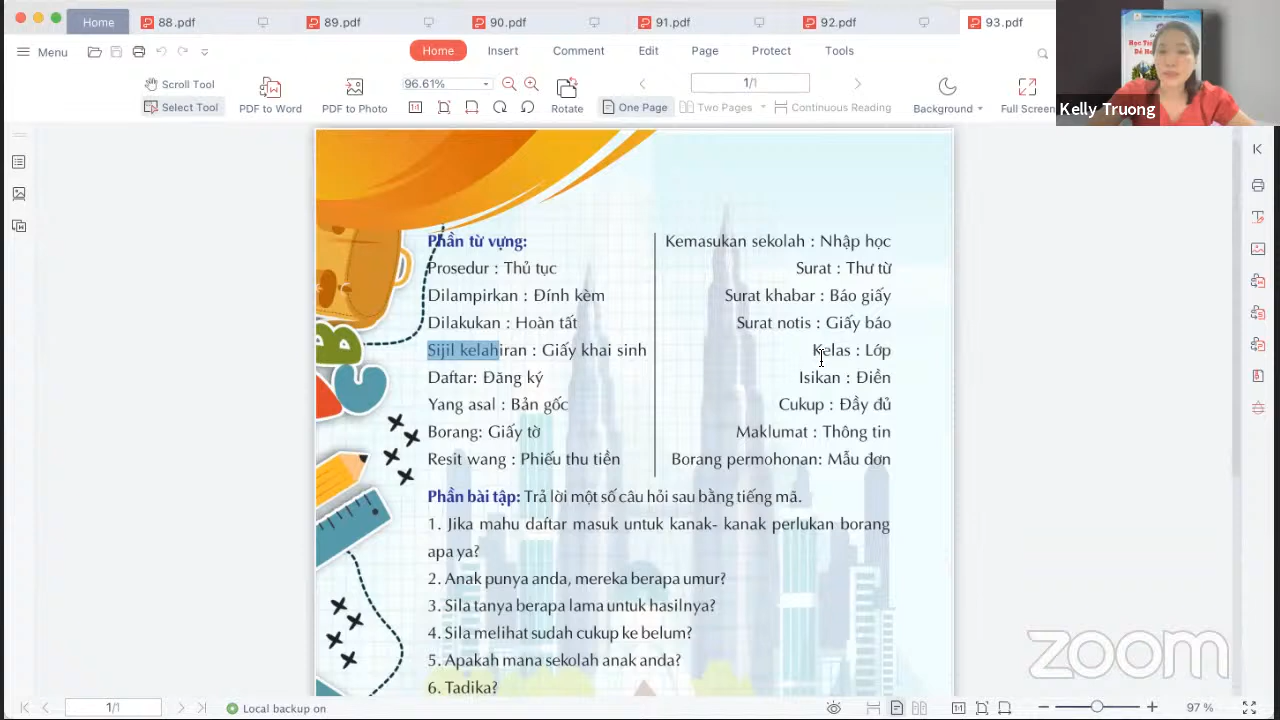 Home
88.pdf
89.pdf
90.pdf
91.pdf
92.pdf
93.pdf
Menu
Home
Insert
Comment
Edit
Page
Protect
Tools
Scroll Tool
Select Tool
PDF to Word
PDF to Photo
96.61%
Rotate
1/1
One Page
Two Pages
Continuous Reading
Background
Full Screen
Kelly Truong
Phần từ vựng:
Prosedur : Thủ tục
Dilampirkan : Đính kèm
Dilakukan : Hoàn tất
Sijil kelahiran : Giấy khai sinh
Daftar: Đăng ký
Yang asal : Bản gốc
Borang: Giấy tờ
Resit wang : Phiếu thu tiền
Kemasukan sekolah : Nhập học
Surat : Thư từ
Surat khabar : Báo giấy
Surat notis : Giấy báo
Kelas : Lớp
Isikan : Điền
Cukup : Đầy đủ
Maklumat : Thông tin
Borang permohonan: Mẫu đơn
Phần bài tập: Trả lời một số câu hỏi sau bằng tiếng mã.
1. Jika mahu daftar masuk untuk kanak- kanak perlukan borang
apa ya?
2. Anak punya anda, mereka berapa umur?
3. Sila tanya berapa lama untuk hasilnya?
4. Sila melihat sudah cukup ke belum?
5. Apakah mana sekolah anak anda?
6. Tadika?
zoom
1/1
Local backup on
97 %